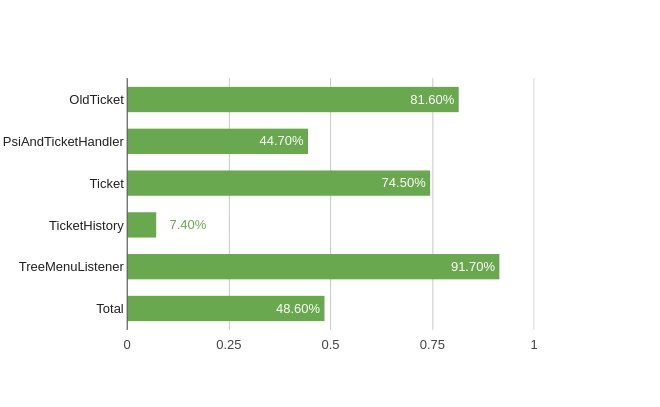 OldTicket 81.60%
PsiAndTicketHandler 44.70%
Ticket 74.50%
TicketHistory 7.40%
TreeMenuListener 91.70%
Total 48.60%
0 0.25 0.5 0.75 1